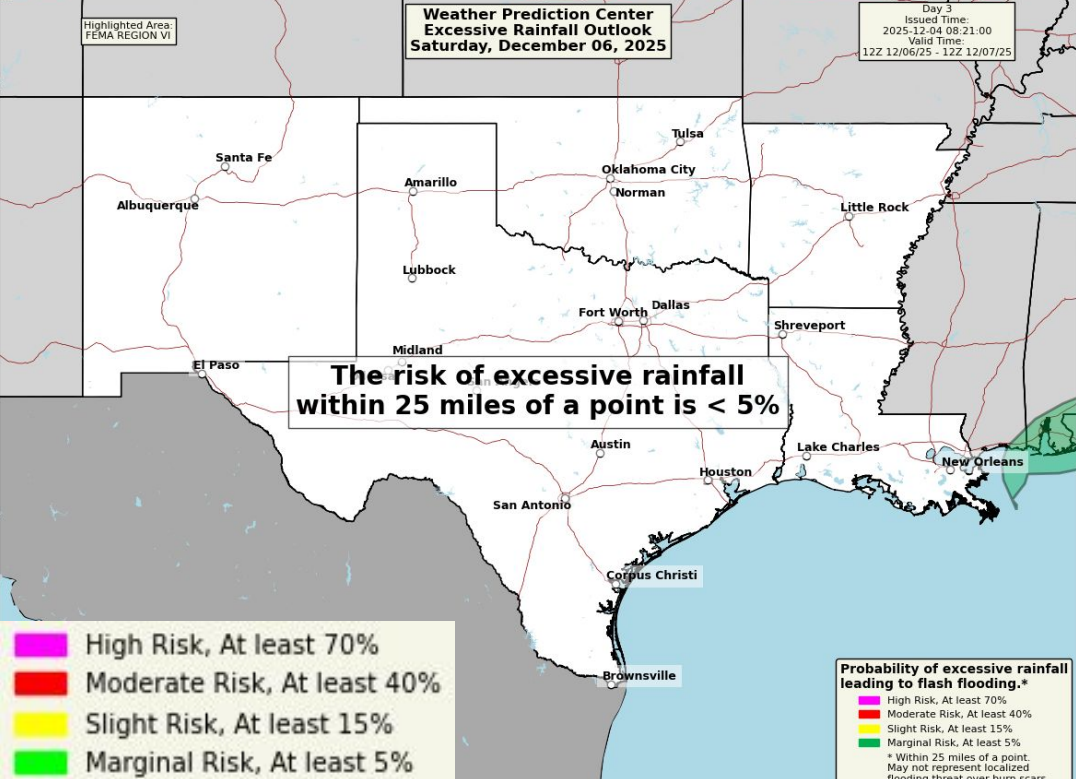 Highlighted Area:
FEMA REGION VI
Weather Prediction Center
Excessive Rainfall Outlook
Saturday, December 06, 2025
Day 3
Issued Time:
2025-12-04 08:21:00
Valid Time:
12Z 12/06/25 - 12Z 12/07/25
Tulsa
Santa Fe
Oklahoma City
Amarillo
Norman
Albuquerque
Little Rock
Lubbock
Dallas
Fort Worth
Shreveport
Midland
El Paso
The risk of excessive rainfall
within 25 miles of a point is < 5%
Austin
Lake Charles
New Orleans
Houston
San Antonio
Corpus Christi
Brownsville
High Risk, At least 70%
Moderate Risk, At least 40%
Slight Risk, At least 15%
Marginal Risk, At least 5%
Probability of excessive rainfall
leading to flash flooding.*
High Risk, At least 70%
Moderate Risk, At least 40%
Slight Risk, At least 15%
Marginal Risk, At least 5%
* Within 25 miles of a point.
May not represent localized
flooding threat over burn scars